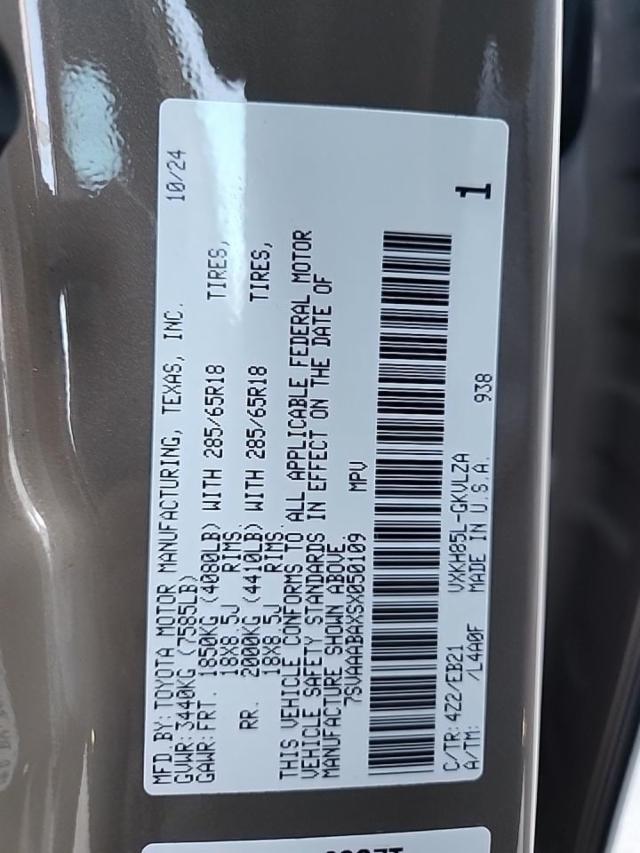 MFD.BY: TOYOTA MOTOR MANUFACTURING, TEXAS, INC. 10/24
GVWR: 3440KG (7585LB)
GAWR: FRT. 1850KG (4080LB) WITH 285/65R18 TIRES,
18X8.5J RIMS
RR. 2000KG (4410LB) WITH 285/65R18 TIRES,
18X8.5J RIMS
THIS VEHICLE CONFORMS TO ALL APPLICABLE FEDERAL MOTOR
VEHICLE SAFETY STANDARDS IN EFFECT ON THE DATE OF
MANUFACTURE SHOWN ABOVE.
7SVAAABAXSX050109 MPV
1
C/TR: 4Z2/EB21 VXKH85L-GKVLZA
A/TM: /L4A0F MADE IN U.S.A. 938